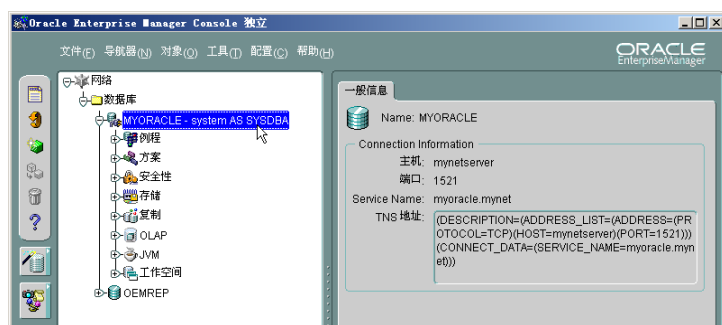 Oracle Enterprise Manager Console 独立
文件(F) 导航器(N) 对象(O) 工具(T) 配置(C) 帮助(H)
ORACLE
EnterpriseManager
网络
数据库
MYORACLE - system AS SYSDBA
例程
方案
安全性
存储
复制
OLAP
JVM
工作空间
OEMREP
一般信息
Name: MYORACLE
Connection Information
主机: mynetserver
端口: 1521
Service Name: myoracle.mynet
TNS 地址: (DESCRIPTION=(ADDRESS_LIST=(ADDRESS=(PR
OTOCOL=TCP)(HOST=mynetserver)(PORT=1521)))
(CONNECT_DATA=(SERVICE_NAME=myoracle.myn
et)))